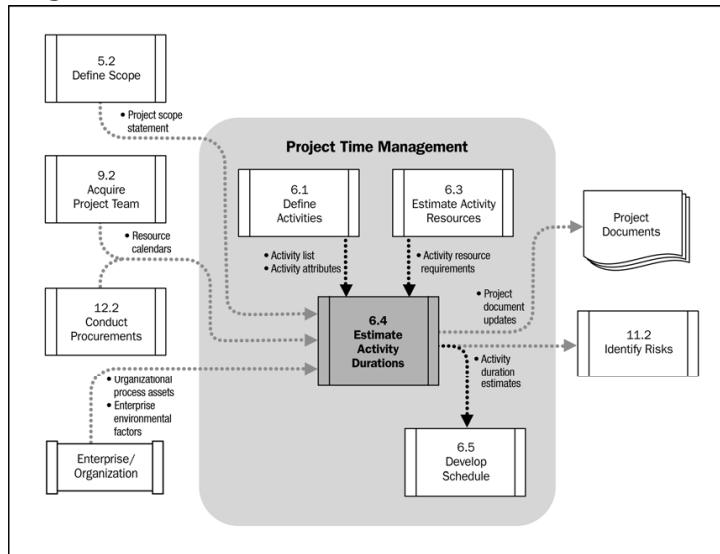 5.2
Define Scope
• Project scope
statement
Project Time Management
9.2
Acquire
Project Team
6.1
Define
Activities
6.3
Estimate Activity
Resources
Project
Documents
• Resource
calendars
• Activity list
• Activity attributes
• Activity resource
requirements
12.2
Conduct
Procurements
6.4
Estimate
Activity
Durations
• Project
document
updates
11.2
Identify Risks
• Activity
duration
estimates
• Organizational
process assets
• Enterprise
environmental
factors
Enterprise/
Organization
6.5
Develop
Schedule